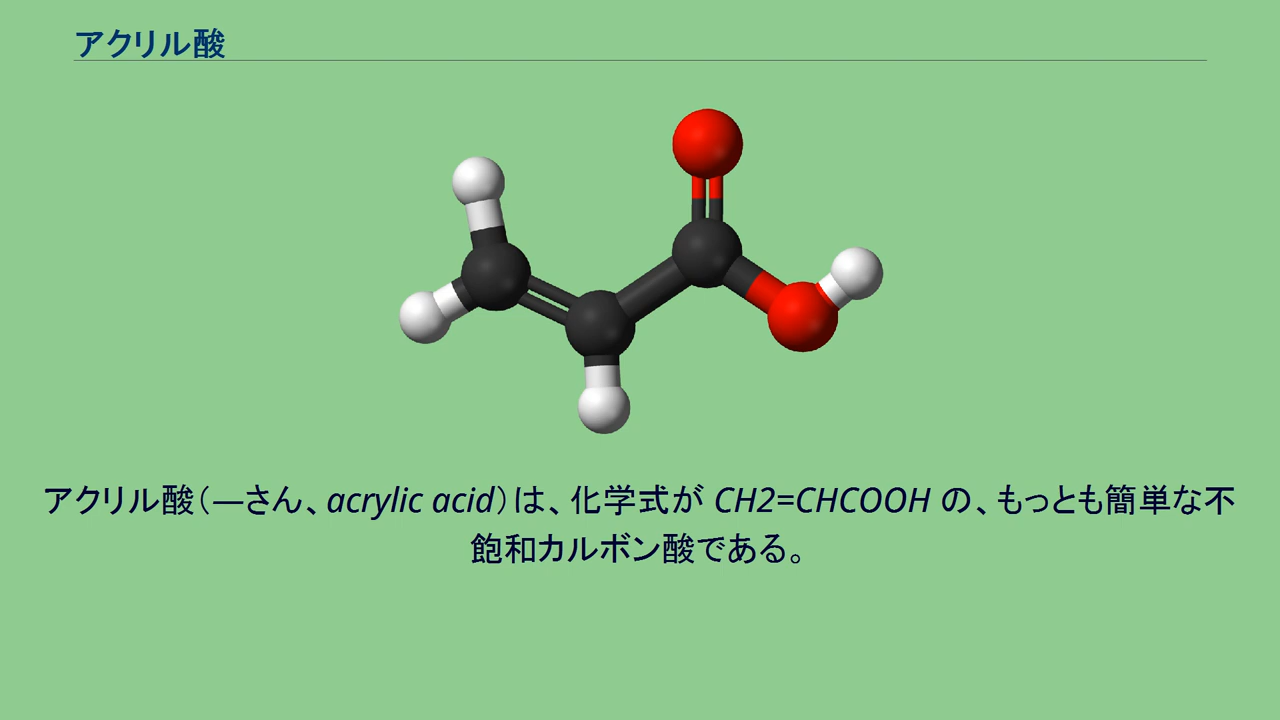 アクリル酸
アクリル酸（—さん、acrylic acid）は、化学式が CH2=CHCOOH の、もっとも簡単な不
飽和カルボン酸である。